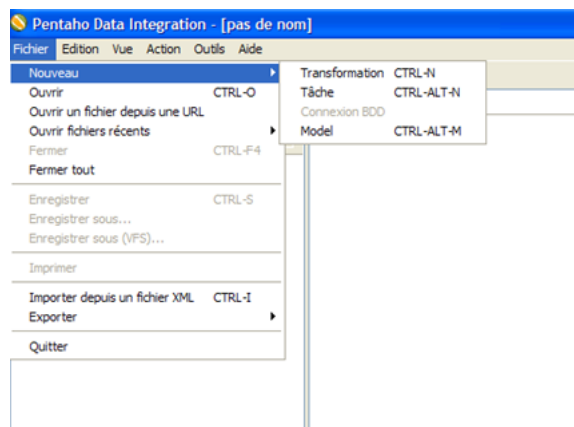 Pentaho Data Integration - [pas de nom]
Fichier Edition Vue Action Outils Aide
Nouveau
Transformation CTRL-N
Ouvrir CTRL-O
Tâche CTRL-ALT-N
Ouvrir un fichier depuis une URL
Connexion BDD
Ouvrir fichiers récents
Model CTRL-ALT-M
Fermer CTRL-F4
Fermer tout
Enregistrer CTRL-S
Enregistrer sous...
Enregistrer sous (VFS)...
Imprimer
Importer depuis un fichier XML CTRL-I
Exporter
Quitter